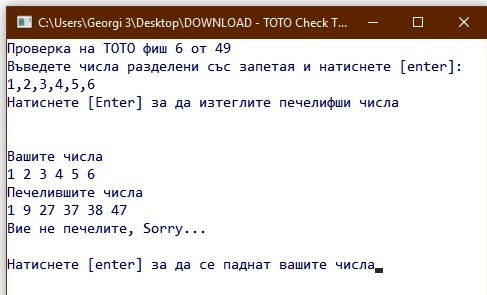 C:\Users\Georgi 3\Desktop\DOWNLOAD - TOTO Check T...
Проверка на ТОТО фиш 6 от 49
Въведете числа разделени със запетая и натиснете [enter]:
1,2,3,4,5,6
Натиснете [Enter] за да изтеглите печелифши числа
Вашите числа
1 2 3 4 5 6
Печелившите числа
1 9 27 37 38 47
Вие не печелите, Sorry...
Натиснете [enter] за да се паднат вашите числа